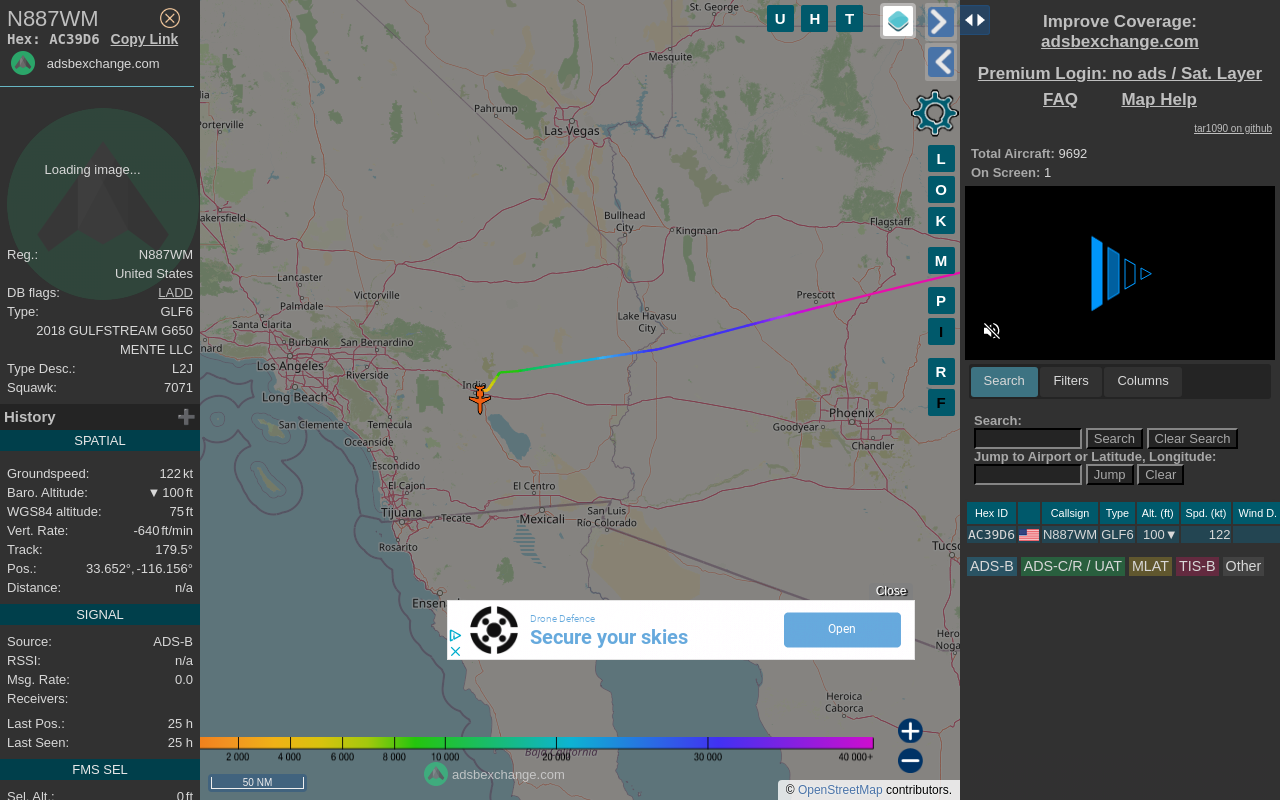 N887WM
Hex: AC39D6 Copy Link
adsbexchange.com
Loading image...
Reg.: N887WM
United States
DB flags: LADD
Type: GLF6
2018 GULFSTREAM G650
MENTE LLC
Type Desc.: L2J
Squawk: 7071
History
SPATIAL
Groundspeed: 122 kt
Baro. Altitude: ▼ 100 ft
WGS84 altitude: 75 ft
Vert. Rate: -640 ft/min
Track: 179.5°
Pos.: 33.652°, -116.156°
Distance: n/a
SIGNAL
Source: ADS-B
RSSI: n/a
Msg. Rate: 0.0
Receivers:
Last Pos.: 25 h
Last Seen: 25 h
FMS SEL
Sel. Alt.: 0 ft
St. George
Mesquite
Pahrump
Las Vegas
lia
Porterville
akersfield
Bullhead
City
Kingman
Flagstaff
Lancaster
Palmdale
Victorville
Prescott
Lake Havasu
City
Santa Clarita
nard
Burbank
San Bernardino
Los Angeles
Riverside
Indio
Long Beach
San Clemente
Temecula
Oceanside
Phoenix
Goodyear
Chandler
Escondido
El Cajon
El Centro
Tijuana
Tecate
Mexicali
San Luis
Río Colorado
Rosarito
Tucso
Ensen
Hero
Noga
Heroica
Caborca
Baja California
U H T
L
O
K
M
P
I
R
F
Close
Drone Defence
Secure your skies
Open
2 000 4 000 6 000 8 000 10 000 20 000 30 000 40 000+
adsbexchange.com
50 NM
© OpenStreetMap contributors.
Improve Coverage:
adsbexchange.com
Premium Login: no ads / Sat. Layer
FAQ Map Help
tar1090 on github
Total Aircraft: 9692
On Screen: 1
Search Filters Columns
Search:
Search Clear Search
Jump to Airport or Latitude, Longitude:
Jump Clear
Hex ID Callsign Type Alt. (ft) Spd. (kt) Wind D.
AC39D6 N887WM GLF6 100▼ 122
ADS-B ADS-C/R / UAT MLAT TIS-B Other